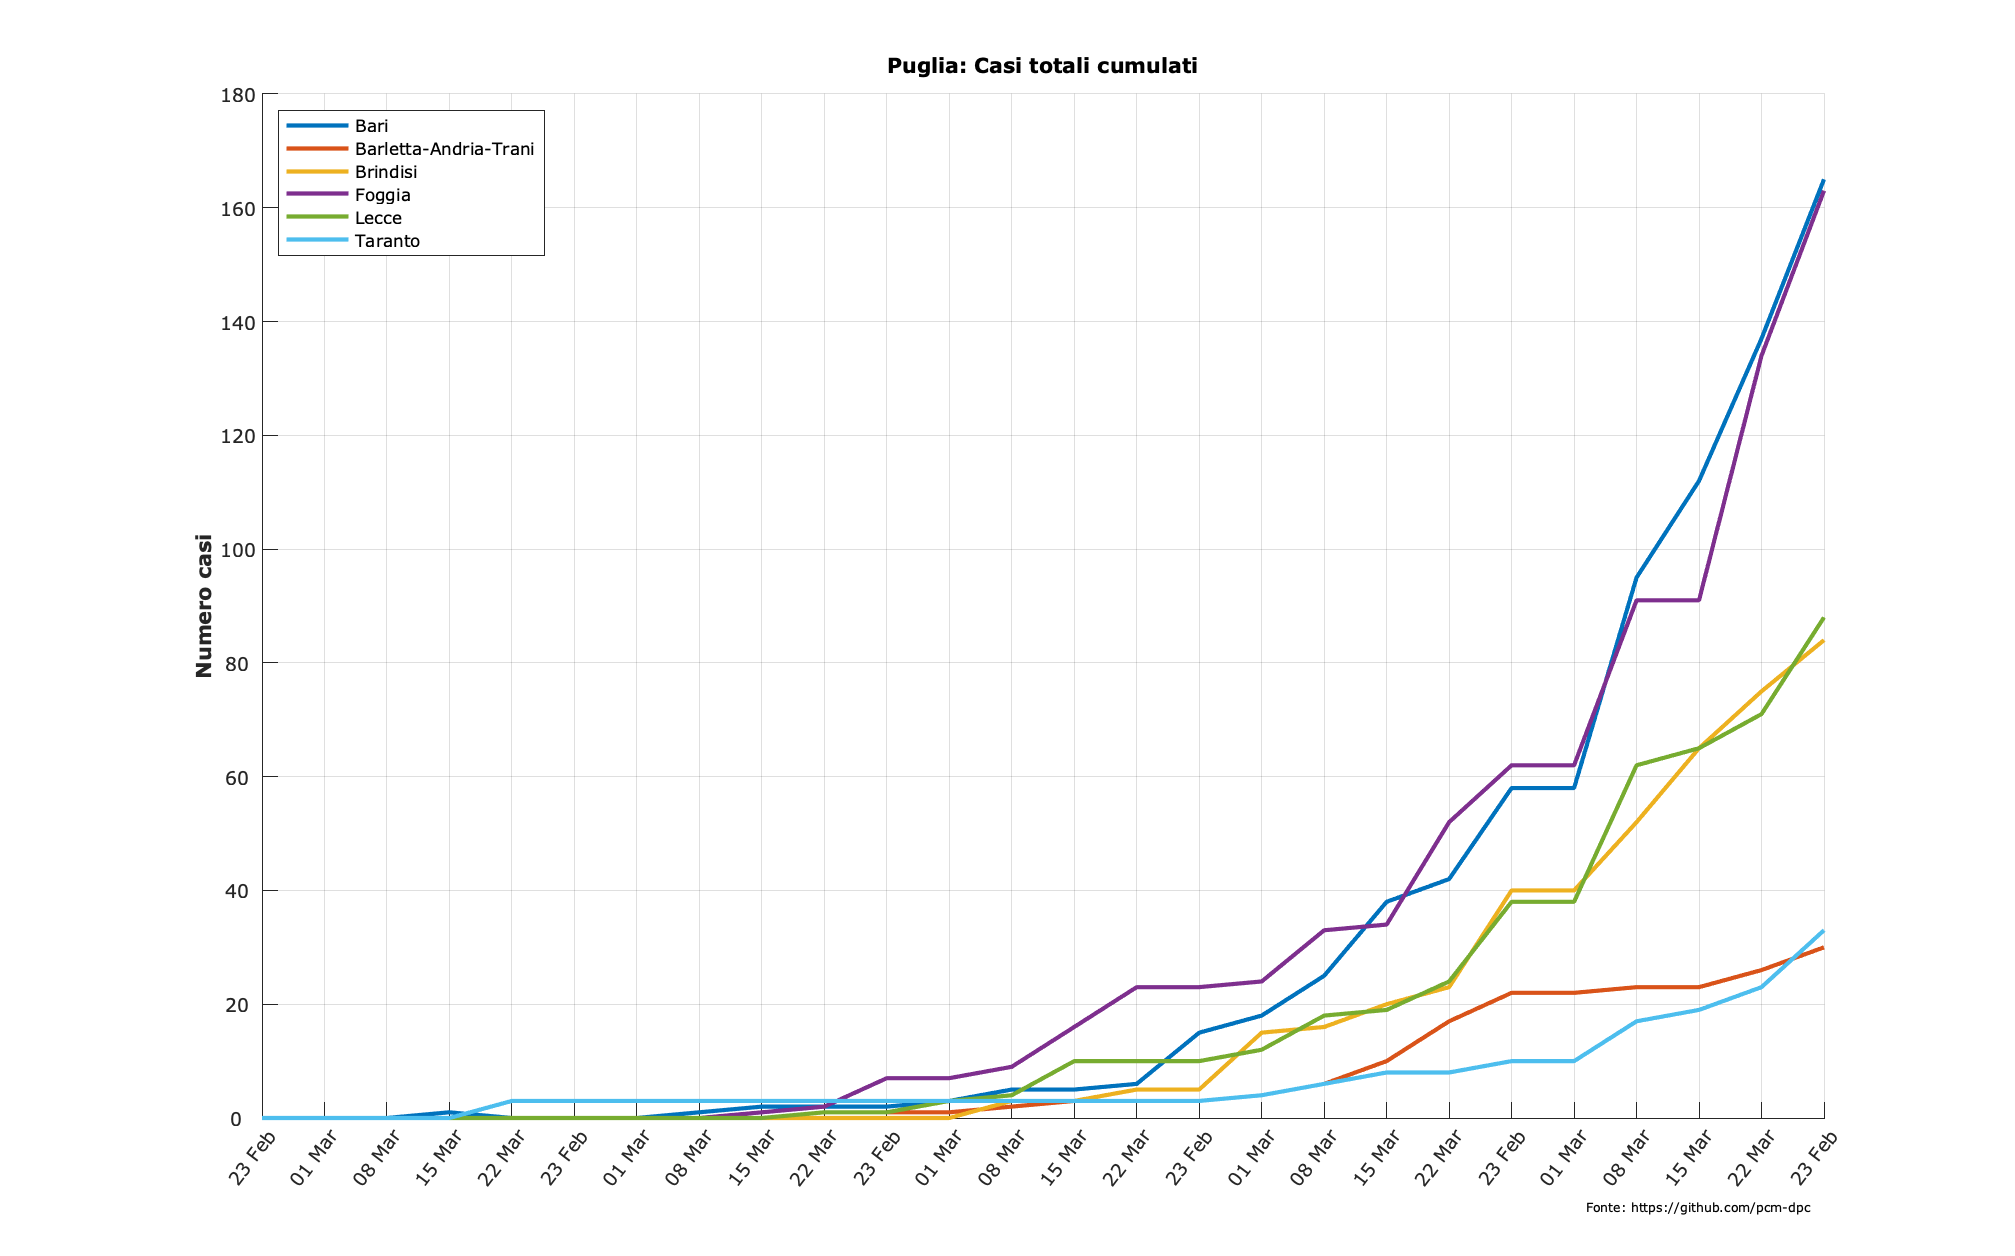 Puglia: Casi totali cumulati
180
160
140
120
100
80
60
40
20
0
Numero casi
Bari
Barletta-Andria-Trani
Brindisi
Foggia
Lecce
Taranto
23 Feb
01 Mar
08 Mar
15 Mar
22 Mar
23 Feb
01 Mar
08 Mar
15 Mar
22 Mar
23 Feb
01 Mar
08 Mar
15 Mar
22 Mar
23 Feb
01 Mar
08 Mar
15 Mar
22 Mar
23 Feb
01 Mar
08 Mar
15 Mar
22 Mar
23 Feb
Fonte: https://github.com/pcm-dpc